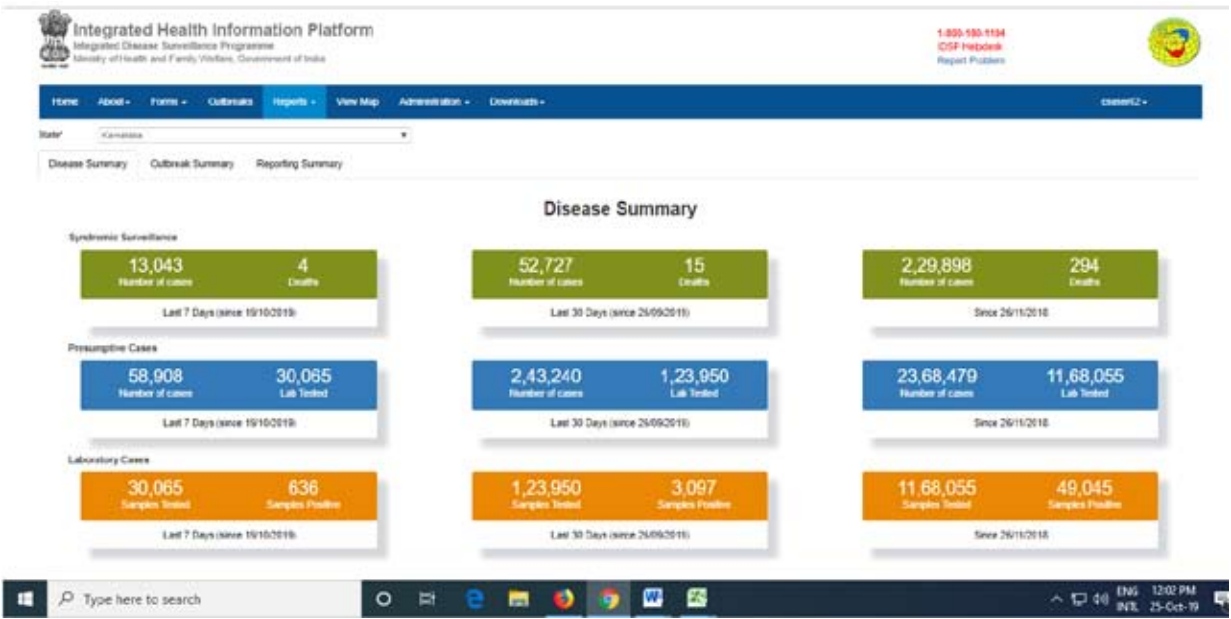 Integrated Health Information Platform
Integrated Disease Surveillance Programme
Ministry of Health and Family Welfare, Government of India
1-800-180-1104
IDSP Helpdesk
Report Problem
Home About Forms Outbreaks Reports View Map Administration Downloads
State* Karnataka
Disease Summary Outbreak Summary Reporting Summary
Disease Summary
Syndromic Surveillance
13,043 4 52,727 15 2,29,898 294
Number of cases Deaths Number of cases Deaths Number of cases Deaths
Last 7 Days (since 19/10/2019) Last 30 Days (since 26/09/2019) Since 26/11/2018
Presumptive Cases
58,908 30,065 2,43,240 1,23,950 23,68,479 11,68,055
Number of cases Lab Tested Number of cases Lab Tested Number of cases Lab Tested
Last 7 Days (since 19/10/2019) Last 30 Days (since 26/09/2019) Since 26/11/2018
Laboratory Cases
30,065 636 1,23,950 3,097 11,68,055 49,045
Samples Tested Samples Positive Samples Tested Samples Positive Samples Tested Samples Positive
Last 7 Days (since 19/10/2019) Last 30 Days (since 26/09/2019) Since 26/11/2018
Type here to search
ENG 12:02 PM
INTL 25-Oct-19